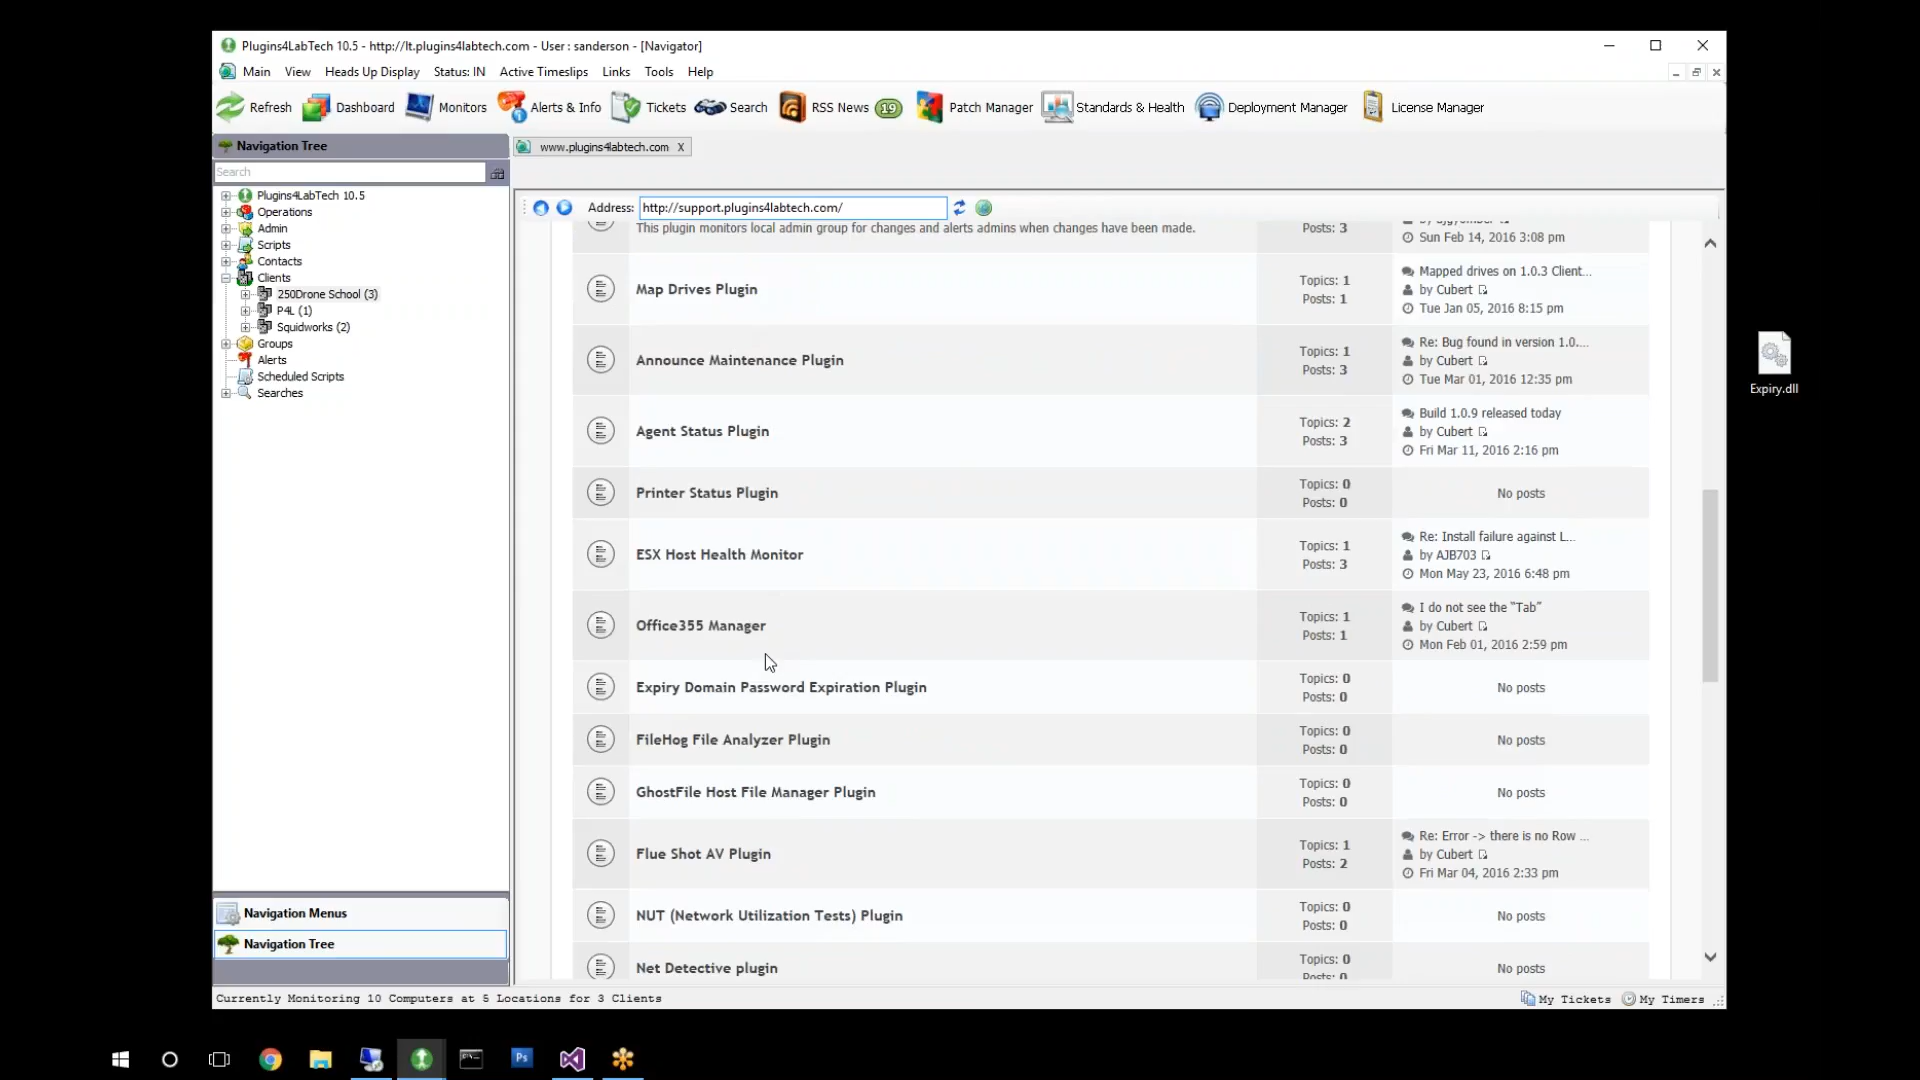 Plugins4LabTech 10.5 - http://lt.plugins4labtech.com - User : sanderson - [Navigator]
Main View Heads Up Display Status: IN Active Timeslips Links Tools Help
Refresh Dashboard Monitors Alerts & Info Tickets Search RSS News 19 Patch Manager Standards & Health Deployment Manager License Manager
Navigation Tree
www.plugins4labtech.com X
Search
Address: http://support.plugins4labtech.com/
Plugins4LabTech 10.5
Operations
Admin
Scripts
Contacts
Clients
250Drone School (3)
P4L (1)
Squidworks (2)
Groups
Alerts
Scheduled Scripts
Searches
Navigation Menus
Navigation Tree
This plugin monitors local admin group for changes and alerts admins when changes have been made.
Posts: 3
Sun Feb 14, 2016 3:08 pm
Map Drives Plugin
Topics: 1
Posts: 1
Mapped drives on 1.0.3 Client...
by Cubert
Tue Jan 05, 2016 8:15 pm
Announce Maintenance Plugin
Topics: 1
Posts: 3
Re: Bug found in version 1.0....
by Cubert
Tue Mar 01, 2016 12:35 pm
Agent Status Plugin
Topics: 2
Posts: 3
Build 1.0.9 released today
by Cubert
Fri Mar 11, 2016 2:16 pm
Printer Status Plugin
Topics: 0
Posts: 0
No posts
ESX Host Health Monitor
Topics: 1
Posts: 3
Re: Install failure against L...
by AJB703
Mon May 23, 2016 6:48 pm
Office355 Manager
Topics: 1
Posts: 1
I do not see the "Tab"
by Cubert
Mon Feb 01, 2016 2:59 pm
Expiry Domain Password Expiration Plugin
Topics: 0
Posts: 0
No posts
FileHog File Analyzer Plugin
Topics: 0
Posts: 0
No posts
GhostFile Host File Manager Plugin
Topics: 0
Posts: 0
No posts
Flue Shot AV Plugin
Topics: 1
Posts: 2
Re: Error -> there is no Row ...
by Cubert
Fri Mar 04, 2016 2:33 pm
NUT (Network Utilization Tests) Plugin
Topics: 0
Posts: 0
No posts
Net Detective plugin
Topics: 0
Posts: 0
No posts
Currently Monitoring 10 Computers at 5 Locations for 3 Clients
My Tickets My Timers
Expiry.dll
Ps